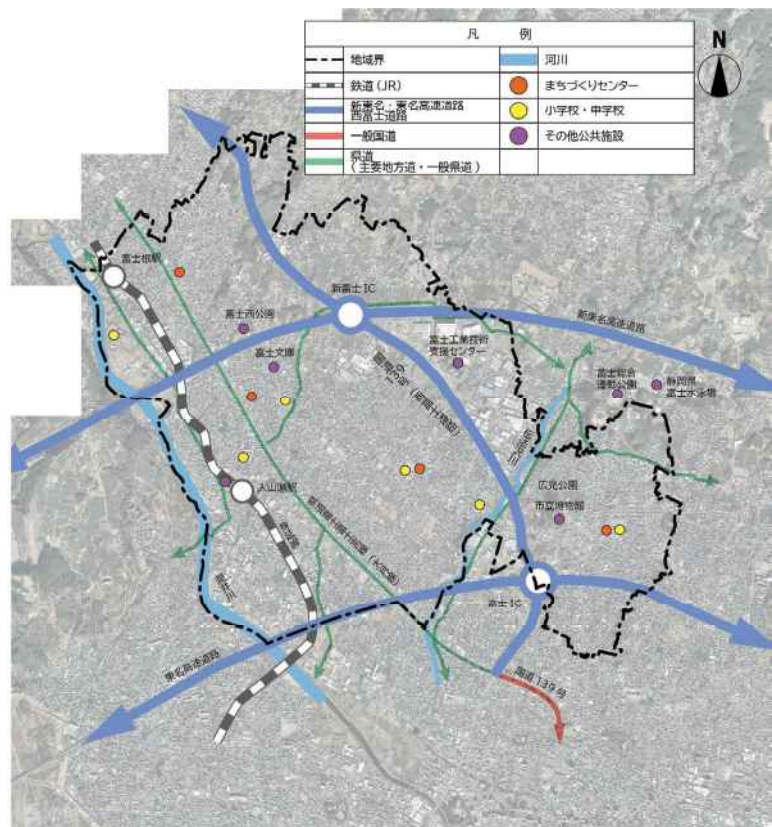 凡 例
地域界
河川
鉄道（JR）
まちづくりセンター
新東名・東名高速道路
西富士道路
小学校・中学校
一般国道
その他公共施設
県道
（主要地方道・一般県道）
N
富士根駅
新富士IC
富士西公園
新東名高速道路
富士工業技術
支援センター
富士文庫
富士総合
運動公園
静岡県
富士水泳場
入山瀬駅
広見公園
市立博物館
富士IC
東名高速道路
国道139号